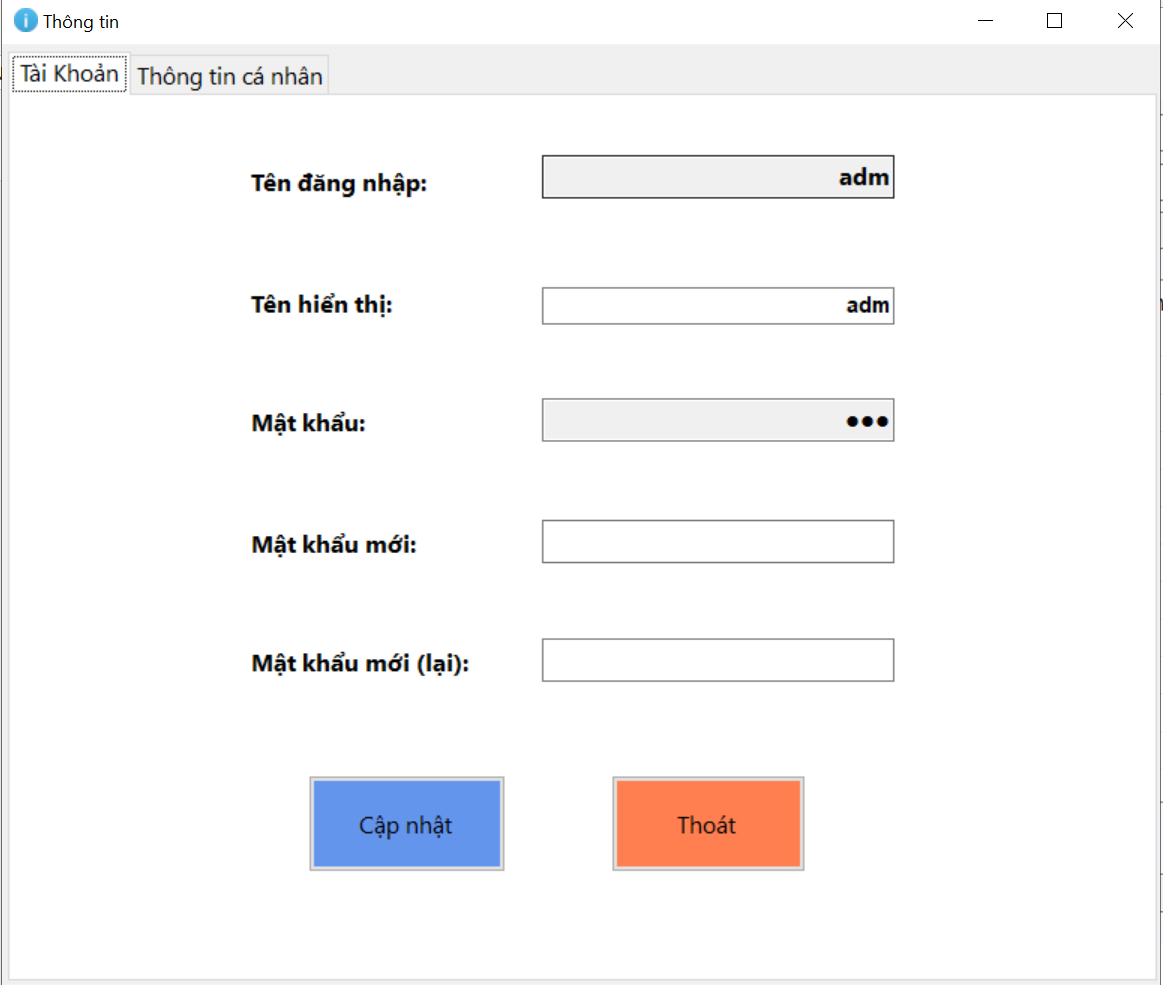 Thông tin
Tài Khoản Thông tin cá nhân
Tên đăng nhập: adm
Tên hiển thị: adm
Mật khẩu: ●●●
Mật khẩu mới:
Mật khẩu mới (lại):
Cập nhật Thoát